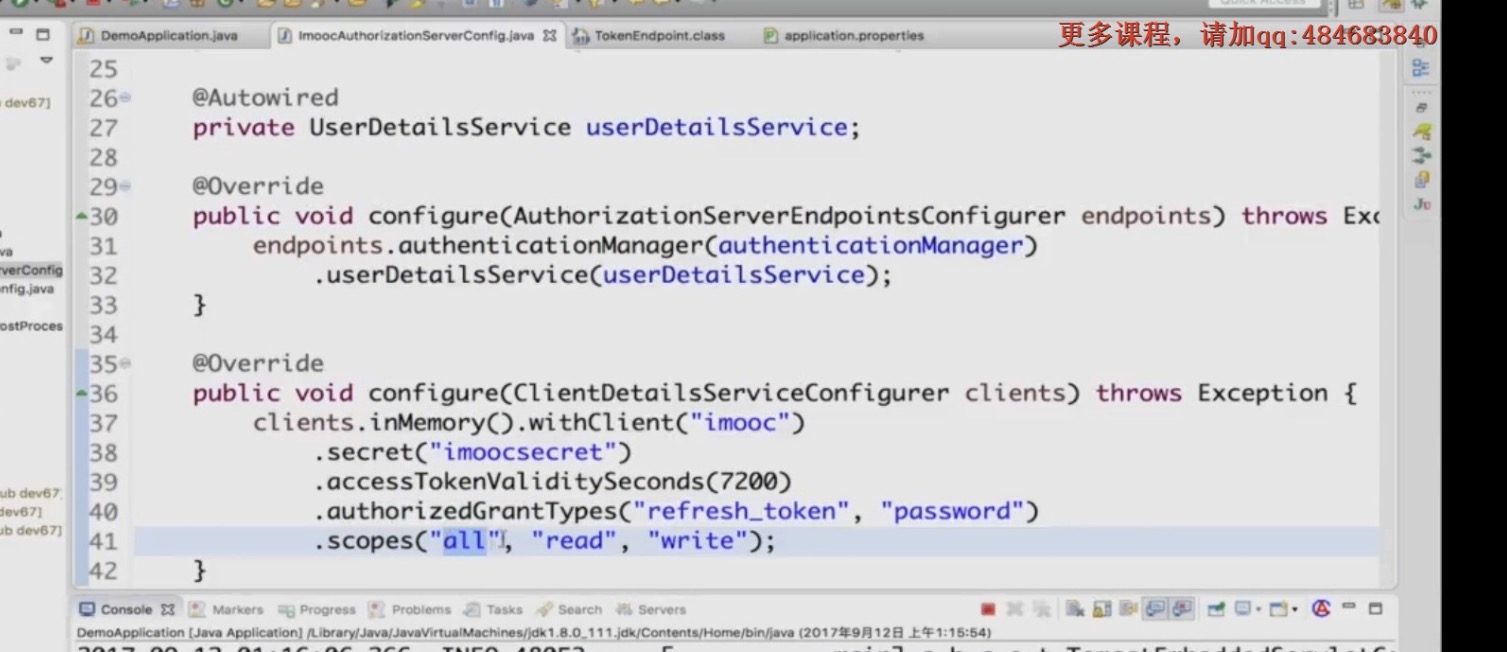 Quick Access
DemoApplication.java
ImoocAuthorizationServerConfig.java
TokenEndpoint.class
application.properties
更多课程，请加qq:484683840
25
26 @Autowired
27 private UserDetailsService userDetailsService;
28
29 @Override
30 public void configure(AuthorizationServerEndpointsConfigurer endpoints) throws Exc
31 endpoints.authenticationManager(authenticationManager)
32 .userDetailsService(userDetailsService);
33 }
34
35 @Override
36 public void configure(ClientDetailsServiceConfigurer clients) throws Exception {
37 clients.inMemory().withClient("imooc")
38 .secret("imoocsecret")
39 .accessTokenValiditySeconds(7200)
40 .authorizedGrantTypes("refresh_token", "password")
41 .scopes("all", "read", "write");
42 }
dev67]
va
verConfig
nfig.java
ostProces
ub dev67]
dev67]
ub dev67]
Ju
Console Markers Progress Problems Tasks Search Servers
DemoApplication [Java Application] /Library/Java/JavaVirtualMachines/jdk1.8.0_111.jdk/Contents/Home/bin/java (2017年9月12日 上午1:15:54)